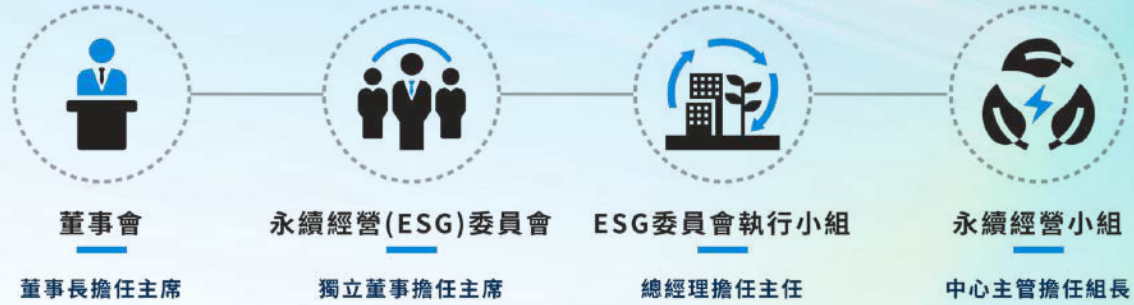 董事會
永續經營(ESG)委員會
ESG委員會執行小組
永續經營小組
董事長擔任主席
獨立董事擔任主席
總經理擔任主任
中心主管擔任組長